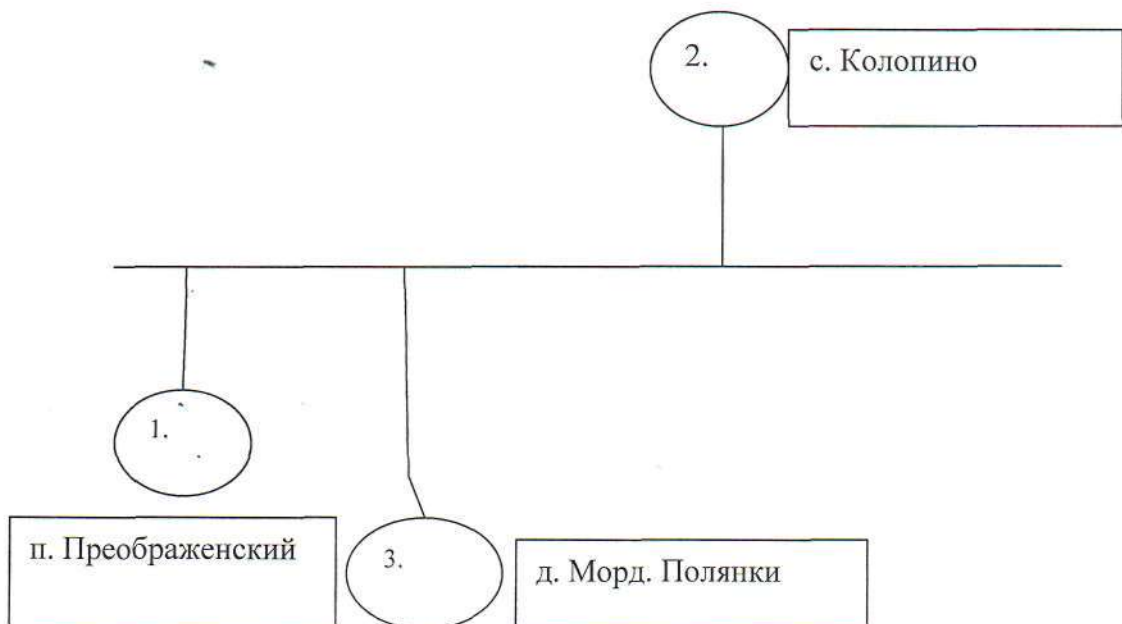 2.
с. Колопино
1.
п. Преображенский
3.
д. Морд. Полянки